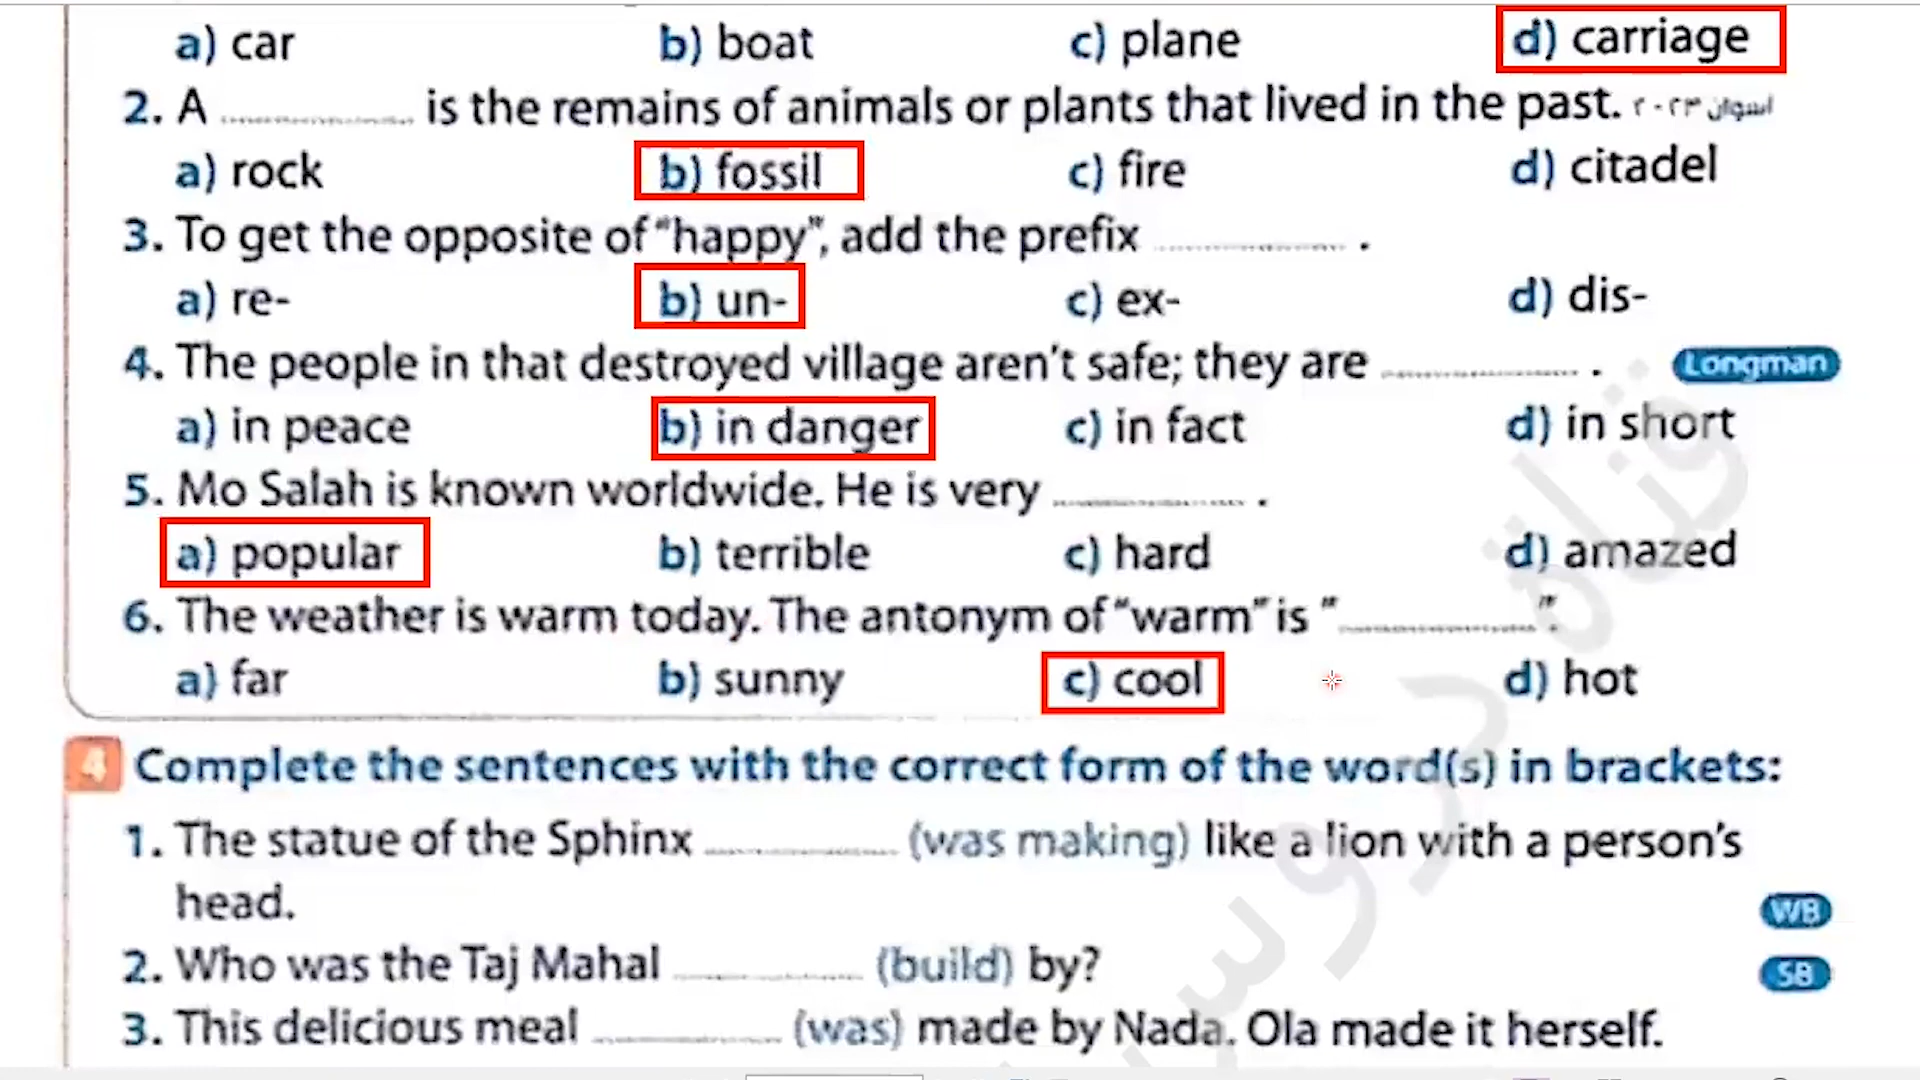 a) car b) boat c) plane d) carriage
2. A .............. is the remains of animals or plants that lived in the past. اسوان ٢٠٢٣
a) rock b) fossil c) fire d) citadel
3. To get the opposite of "happy", add the prefix .............. .
a) re- b) un- c) ex- d) dis-
4. The people in that destroyed village aren't safe; they are .............. . Longman
a) in peace b) in danger c) in fact d) in short
5. Mo Salah is known worldwide. He is very .............. .
a) popular b) terrible c) hard d) amazed
6. The weather is warm today. The antonym of "warm" is "..............".
a) far b) sunny c) cool d) hot
4 Complete the sentences with the correct form of the word(s) in brackets:
1. The statue of the Sphinx .............. (was making) like a lion with a person's
head. WB
2. Who was the Taj Mahal .............. (build) by? SB
3. This delicious meal .............. (was) made by Nada. Ola made it herself.
قناة دروس